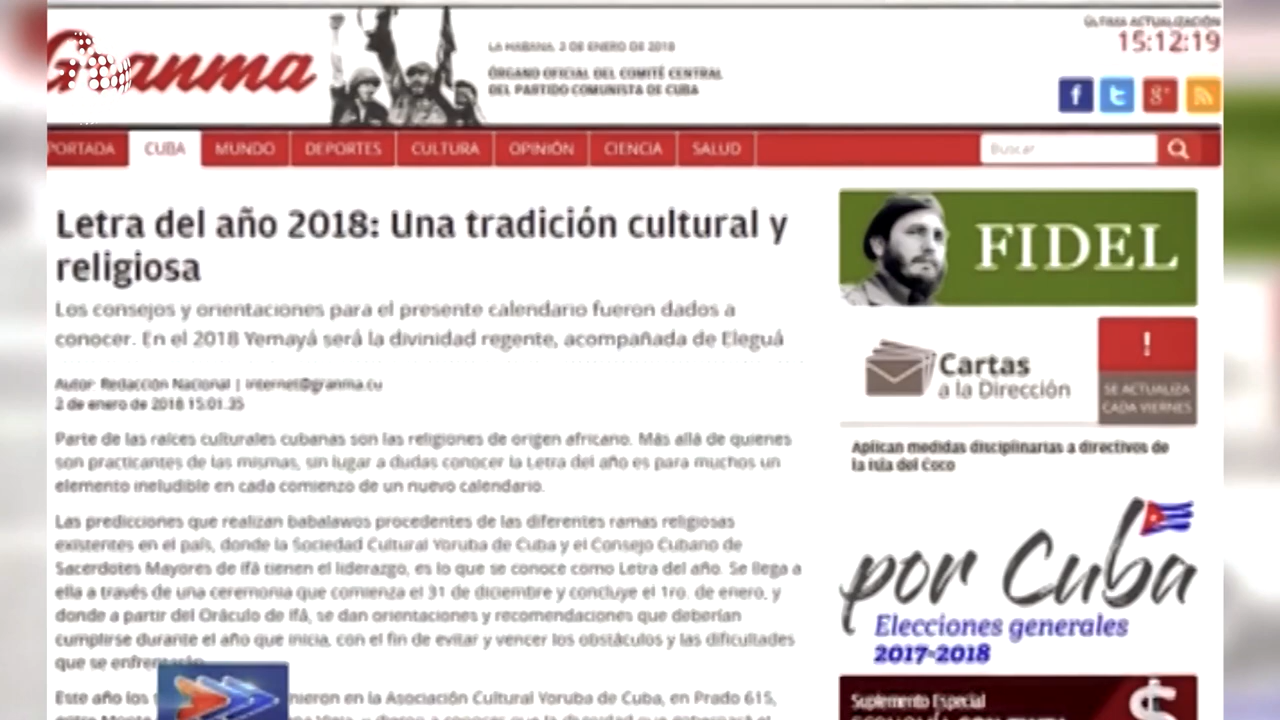 Granma
LA HABANA, 2 DE ENERO DE 2018
ÓRGANO OFICIAL DEL COMITÉ CENTRAL
DEL PARTIDO COMUNISTA DE CUBA
ÚLTIMA ACTUALIZACIÓN
15:12:19
PORTADA CUBA MUNDO DEPORTES CULTURA OPINIÓN CIENCIA SALUD
Buscar
Letra del año 2018: Una tradición cultural y
religiosa
Los consejos y orientaciones para el presente calendario fueron dados a
conocer. En el 2018 Yemayá será la divinidad regente, acompañada de Eleguá
Autor: Redacción Nacional | internet@granma.cu
2 de enero de 2018 15:01:35
Parte de las raíces culturales cubanas son las religiones de origen africano. Más allá de quienes
son practicantes de las mismas, sin lugar a dudas conocer la Letra del año es para muchos un
elemento ineludible en cada comienzo de un nuevo calendario.
Las predicciones que realizan babalawos procedentes de las diferentes ramas religiosas
existentes en el país, donde la Sociedad Cultural Yoruba de Cuba y el Consejo Cubano de
Sacerdotes Mayores de Ifá tienen el liderazgo, es lo que se conoce como Letra del año. Se llega a
ella a través de una ceremonia que comienza el 31 de diciembre y concluye el 1ro. de enero, y
donde a partir del Oráculo de Ifá, se dan orientaciones y recomendaciones que deberían
cumplirse durante el año que inicia, con el fin de evitar y vencer los obstáculos y las dificultades
que se
Este año los
nieron en la Asociación Cultural Yoruba de Cuba, en Prado 615,
FIDEL
Cartas
a la Dirección
!
SE ACTUALIZA
CADA VIERNES
Aplican medidas disciplinarias a directivos de
la isla del Coco
por Cuba
Elecciones generales
2017-2018
Suplemento Especial